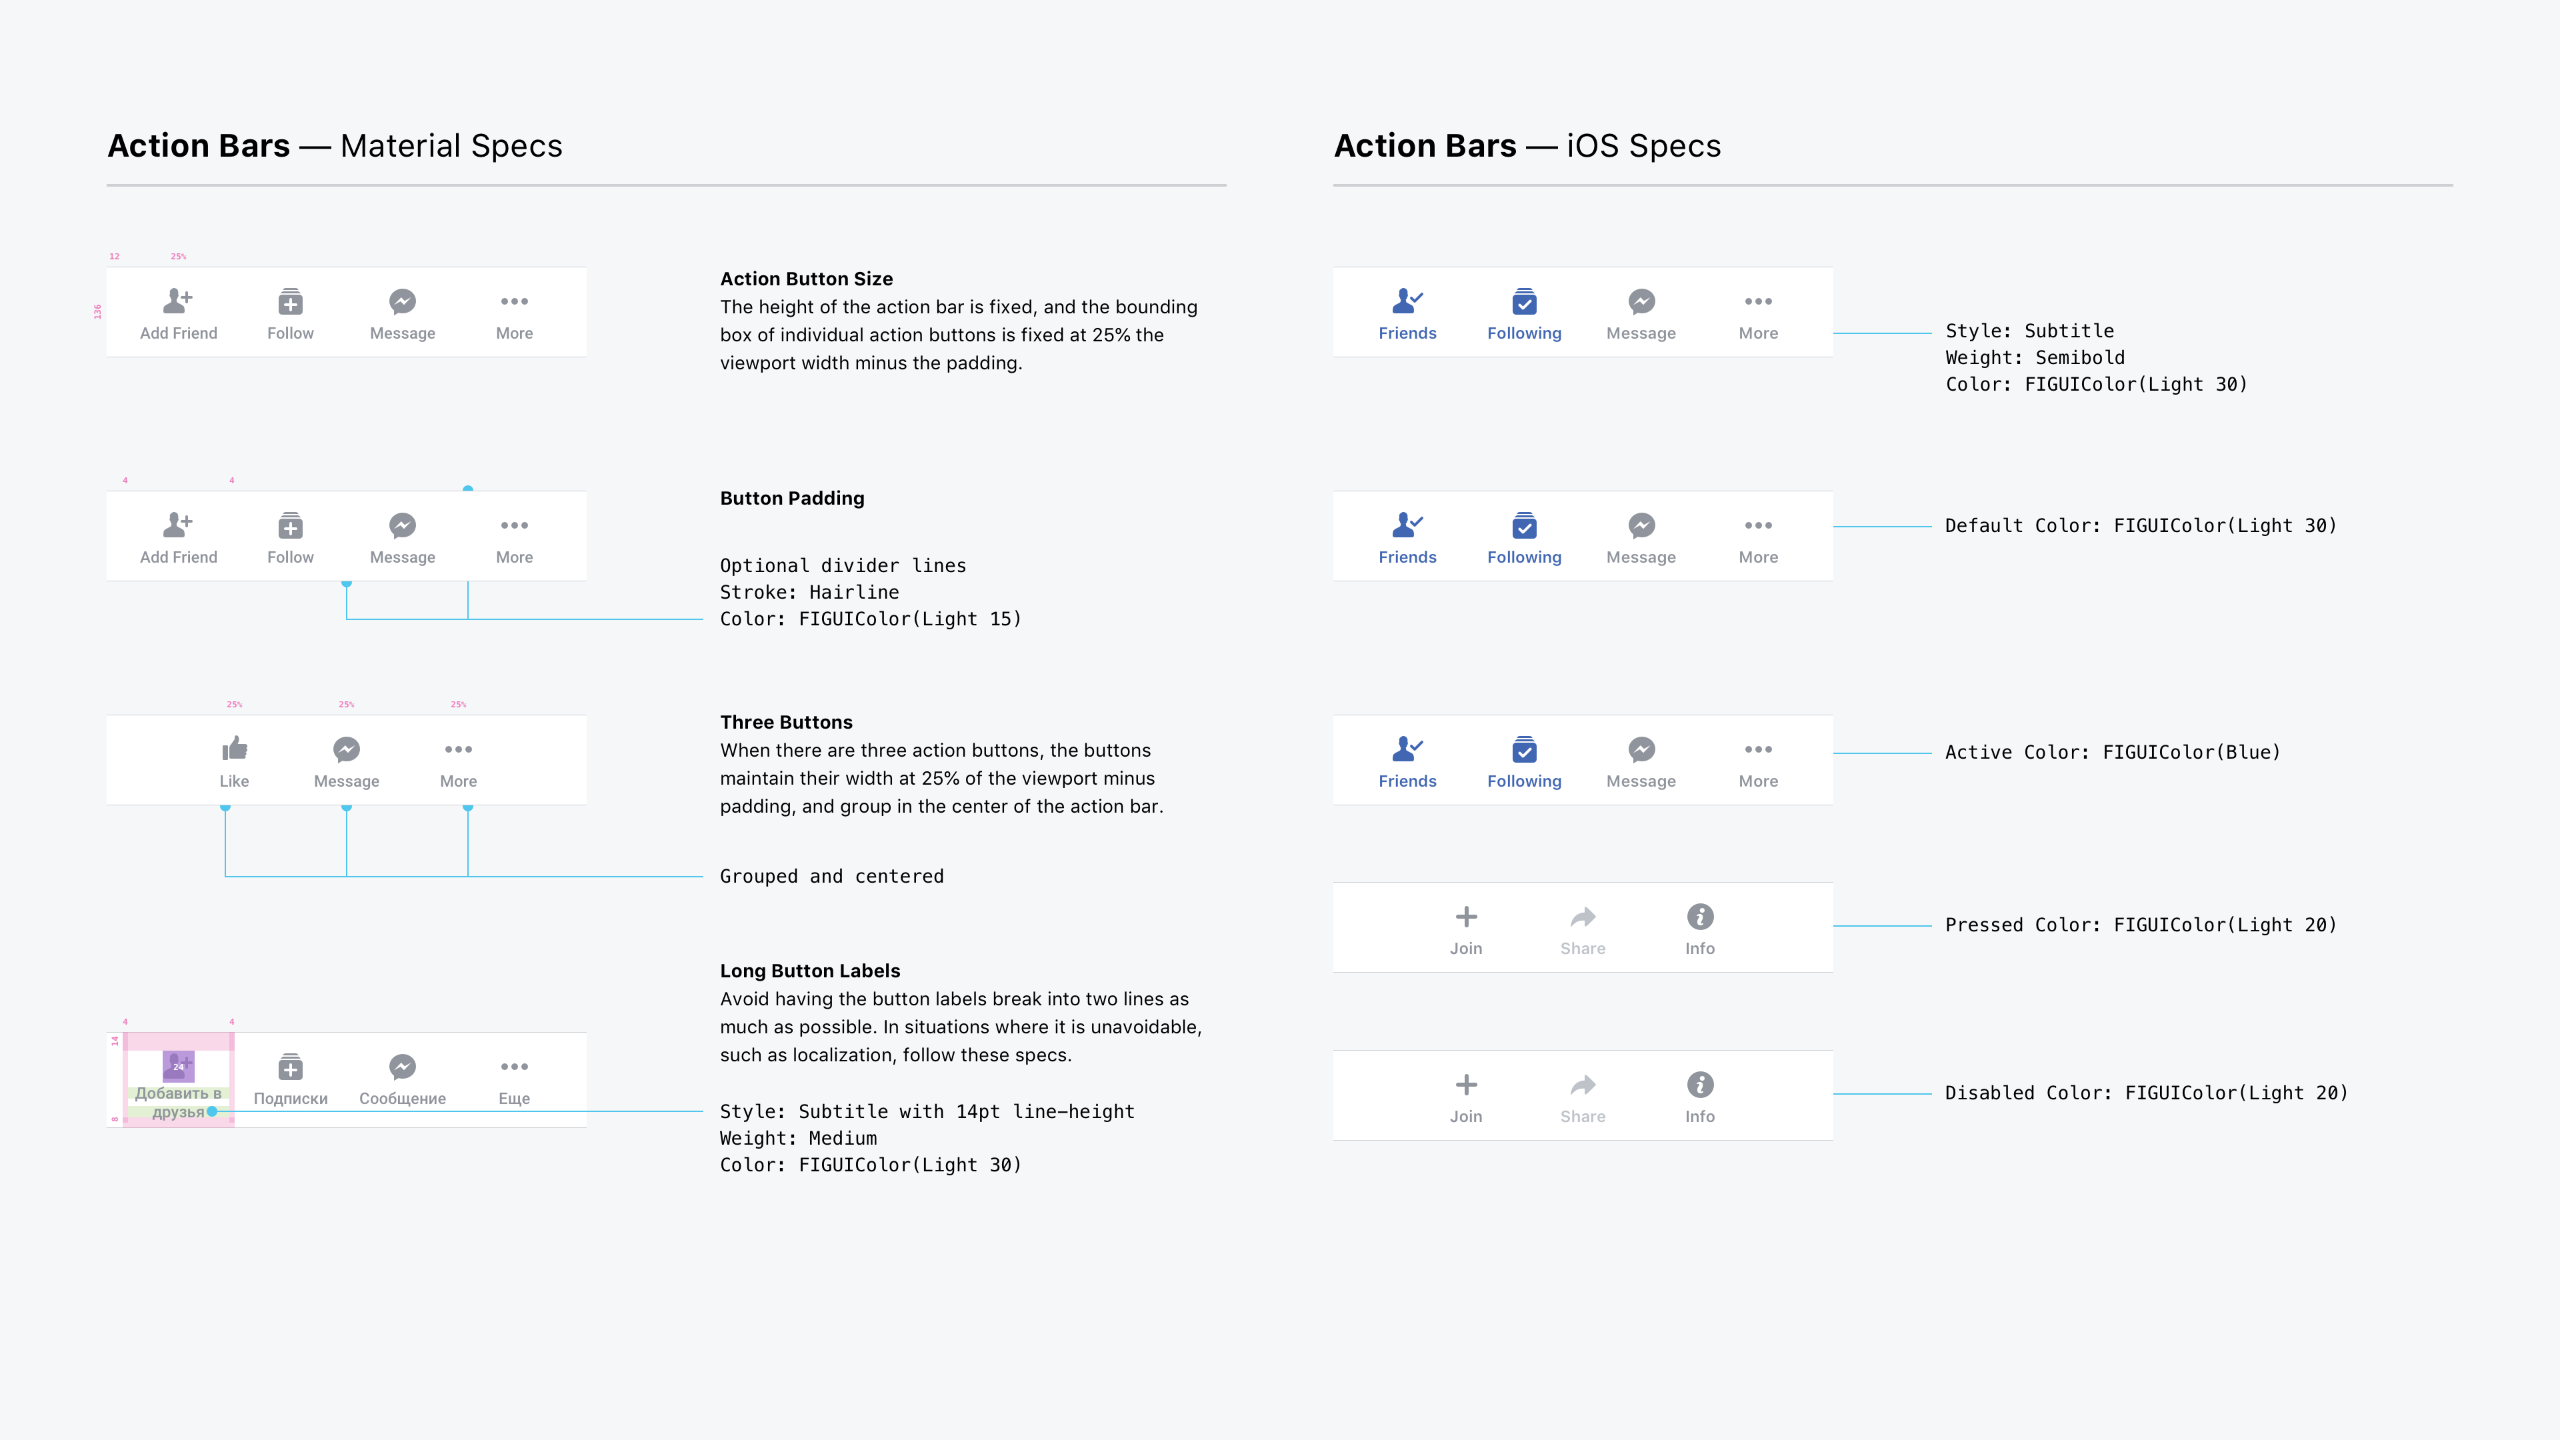 Action Bars — Material Specs
12
25%
136
Add Friend
Follow
Message
More
Action Button Size
The height of the action bar is fixed, and the bounding
box of individual action buttons is fixed at 25% the
viewport width minus the padding.
4
4
Add Friend
Follow
Message
More
Button Padding
Optional divider lines
Stroke: Hairline
Color: FIGUIColor(Light 15)
25%
25%
25%
Like
Message
More
Three Buttons
When there are three action buttons, the buttons
maintain their width at 25% of the viewport minus
padding, and group in the center of the action bar.
Grouped and centered
Long Button Labels
Avoid having the button labels break into two lines as
much as possible. In situations where it is unavoidable,
such as localization, follow these specs.
4
4
14
24
8
Добавить в
друзья
Подписки
Сообщение
Еще
Style: Subtitle with 14pt line-height
Weight: Medium
Color: FIGUIColor(Light 30)
Action Bars — iOS Specs
Friends
Following
Message
More
Style: Subtitle
Weight: Semibold
Color: FIGUIColor(Light 30)
Friends
Following
Message
More
Default Color: FIGUIColor(Light 30)
Friends
Following
Message
More
Active Color: FIGUIColor(Blue)
Join
Share
Info
Pressed Color: FIGUIColor(Light 20)
Join
Share
Info
Disabled Color: FIGUIColor(Light 20)